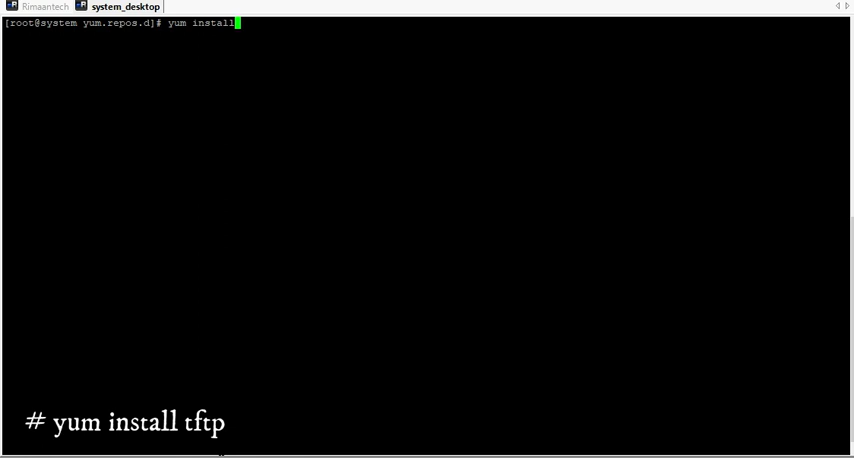 Rimaantech system_desktop
[root@system yum.repos.d]# yum install
# yum install tftp